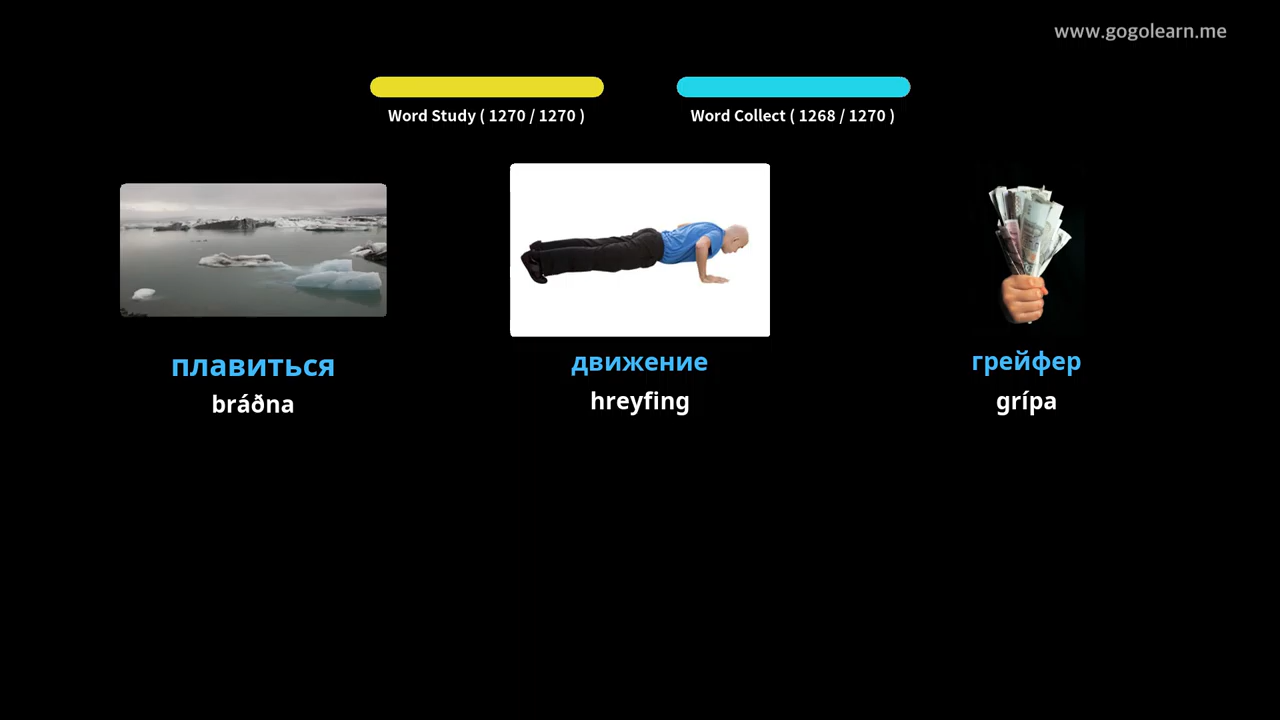 www.gogolearn.me
Word Study ( 1270 / 1270 )
Word Collect ( 1268 / 1270 )
плавиться
bráðna
движение
hreyfing
грейфер
grípa